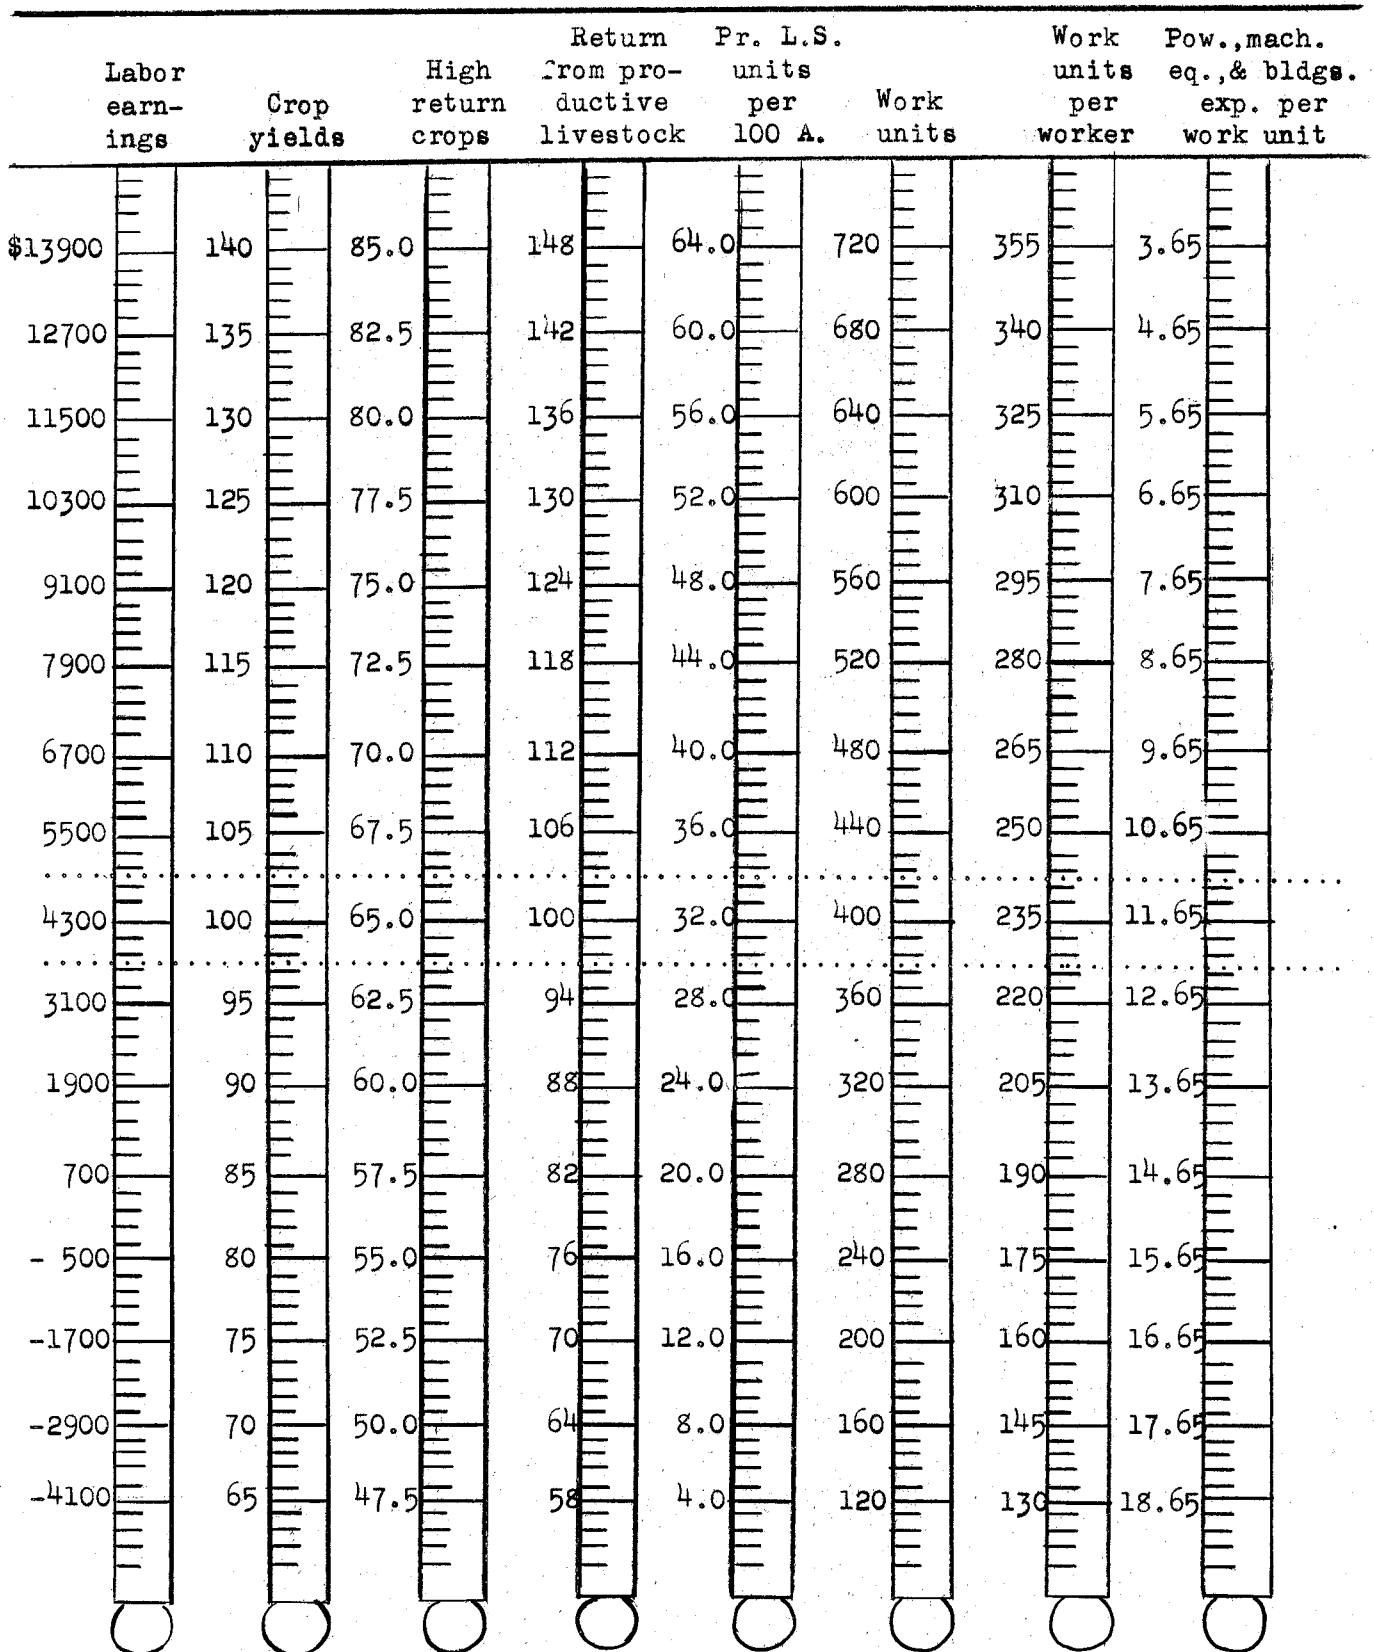 Return Pr. L.S. Work Pow.,mach.
Labor High from pro- units units eq.,& bldgs.
earn- Crop return ductive per Work per exp. per
ings yields crops livestock 100 A. units worker work unit
$13900 140 85.0 148 64.0 720 355 3.65
12700 135 82.5 142 60.0 680 340 4.65
11500 130 80.0 136 56.0 640 325 5.65
10300 125 77.5 130 52.0 600 310 6.65
9100 120 75.0 124 48.0 560 295 7.65
7900 115 72.5 118 44.0 520 280 8.65
6700 110 70.0 112 40.0 480 265 9.65
5500 105 67.5 106 36.0 440 250 10.65
4300 100 65.0 100 32.0 400 235 11.65
3100 95 62.5 94 28.0 360 220 12.65
1900 90 60.0 88 24.0 320 205 13.65
700 85 57.5 82 20.0 280 190 14.65
- 500 80 55.0 76 16.0 240 175 15.65
-1700 75 52.5 70 12.0 200 160 16.65
-2900 70 50.0 64 8.0 160 145 17.65
-4100 65 47.5 58 4.0 120 130 18.65